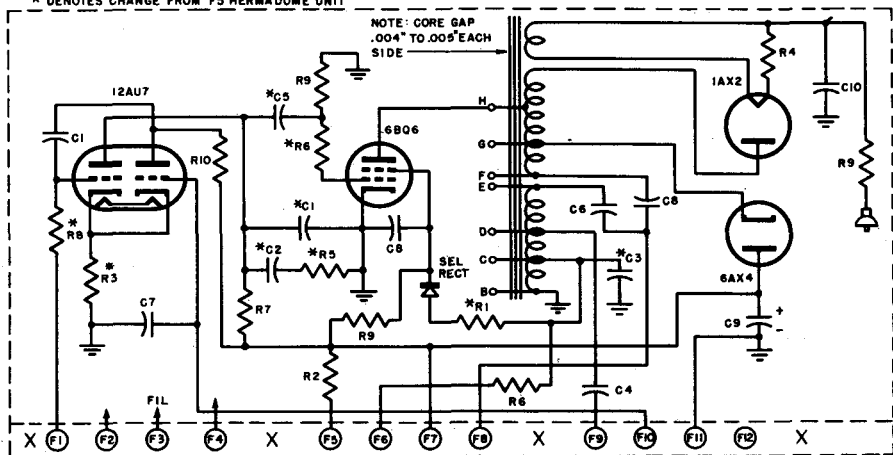 * DENOTES CHANGE FROM F5 HERMADOME UNIT
NOTE: CORE GAP
.004" TO .005" EACH
SIDE
12AU7
6BQ6
1AX2
6AX4
C1
*
R8
*
R3
C7
R10
*C5
R9
*R6
*C1
*C2
*R5
C8
R7
R9
R2
SEL
RECT
*R1
R6
H
G
F
E
D
C
B
C6
C8
*C3
C4
R4
C10
R9
C9
+
-
FIL
X F1 F2 F3 F4 X F5 F6 F7 F8 X F9 F10 F11 F12 X